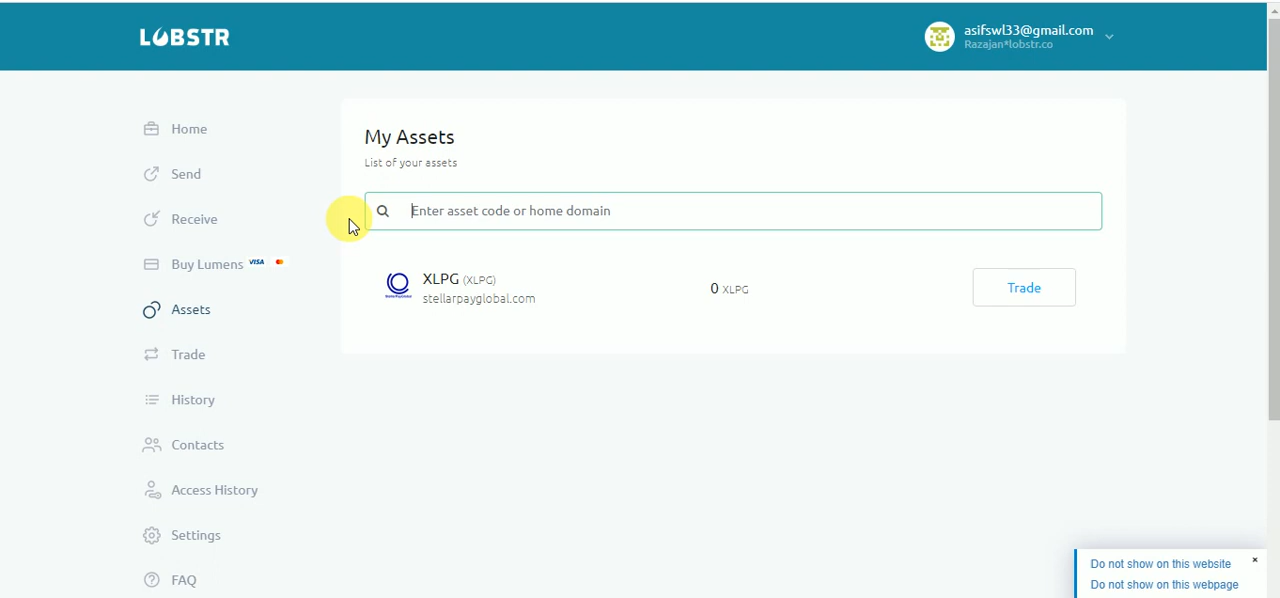 LOBSTR
asifswl33@gmail.com
Razajan*lobstr.co
Home
Send
Receive
Buy Lumens VISA
Assets
Trade
History
Contacts
Access History
Settings
FAQ
My Assets
List of your assets
Enter asset code or home domain
XLPG (XLPG)
stellarpayglobal.com
0 XLPG
Trade
Do not show on this website
Do not show on this webpage